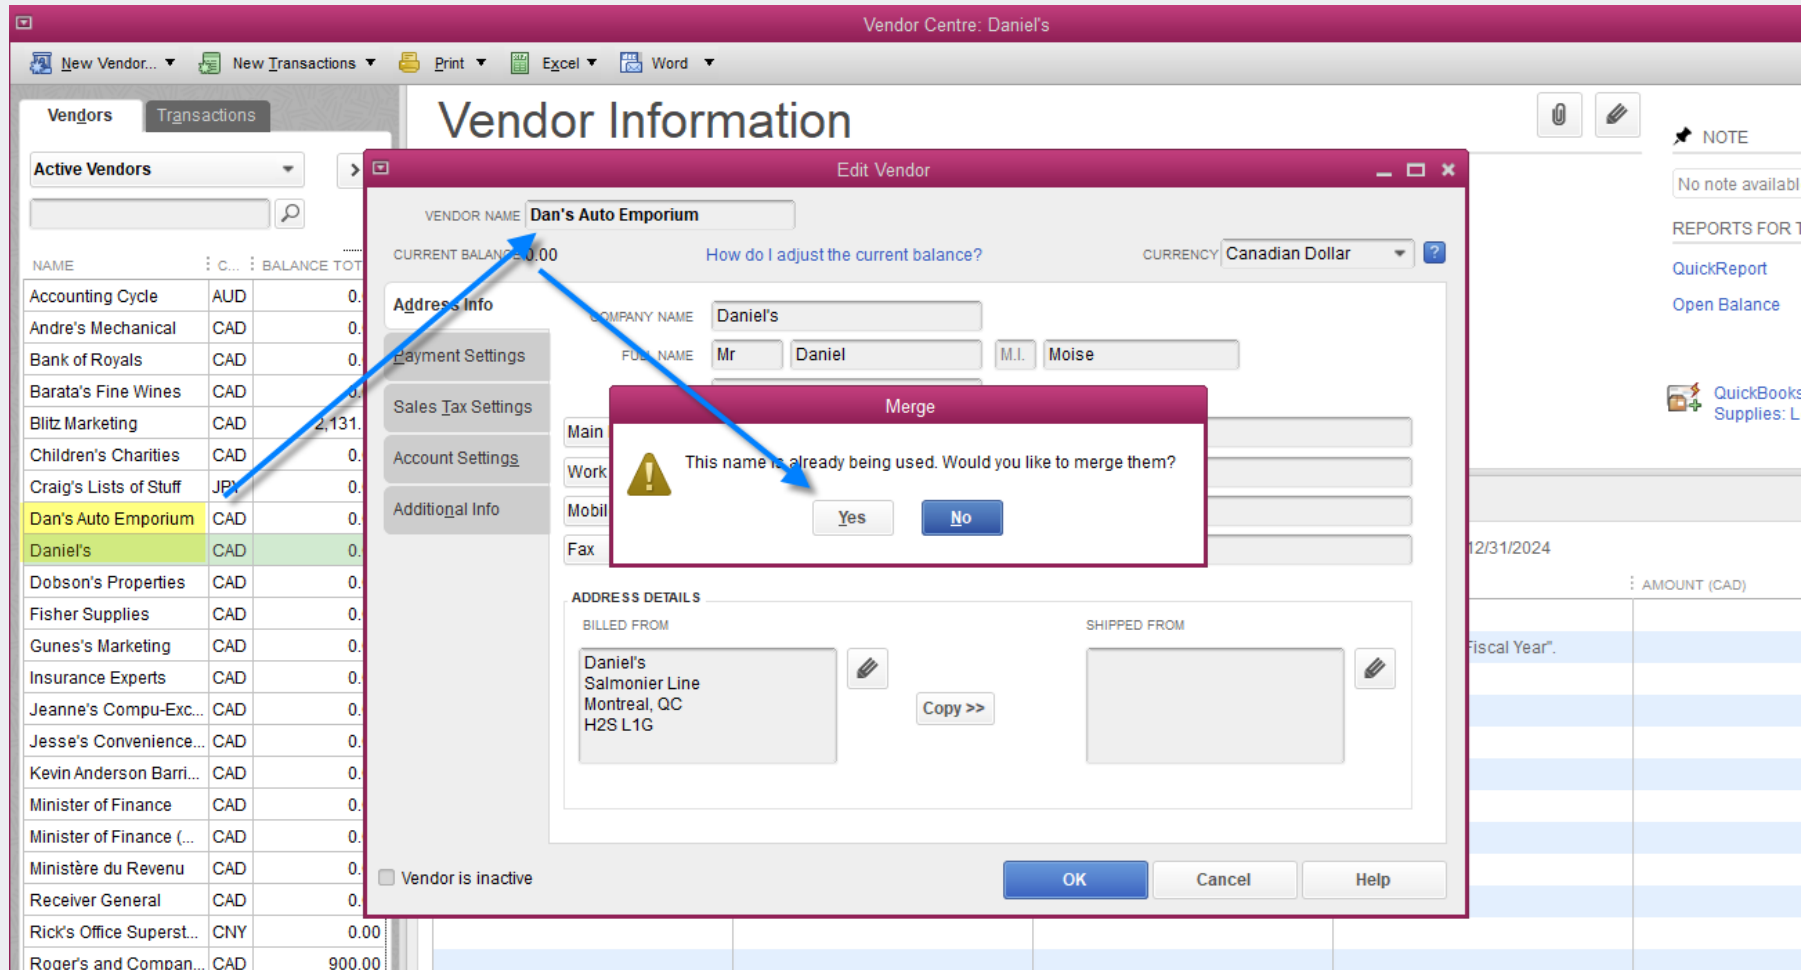 Vendor Centre: Daniel's
New Vendor... New Transactions Print Excel Word
Vendors Transactions
Active Vendors
NAME C... BALANCE TOT
Accounting Cycle AUD 0.
Andre's Mechanical CAD 0.
Bank of Royals CAD 0.
Barata's Fine Wines CAD 0.
Blitz Marketing CAD 2,131.
Children's Charities CAD 0.
Craig's Lists of Stuff JPY 0.
Dan's Auto Emporium CAD 0.
Daniel's CAD 0.
Dobson's Properties CAD 0.
Fisher Supplies CAD 0.
Gunes's Marketing CAD 0.
Insurance Experts CAD 0.
Jeanne's Compu-Exc... CAD 0.
Jesse's Convenience... CAD 0.
Kevin Anderson Barri... CAD 0.
Minister of Finance CAD 0.
Minister of Finance (... CAD 0.
Ministère du Revenu CAD 0.
Receiver General CAD 0.
Rick's Office Superst... CNY 0.00
Roger's and Compan... CAD 900.00
Vendor Information
Edit Vendor
VENDOR NAME Dan's Auto Emporium
CURRENT BALANCE 0.00 How do I adjust the current balance? CURRENCY Canadian Dollar ?
Address Info
Payment Settings
Sales Tax Settings
Account Settings
Additional Info
COMPANY NAME Daniel's
FULL NAME Mr Daniel M.I. Moise
Main
Work
Mobil
Fax
Merge
This name is already being used. Would you like to merge them?
Yes No
ADDRESS DETAILS
BILLED FROM SHIPPED FROM
Daniel's
Salmonier Line
Montreal, QC
H2S L1G
Copy >>
Vendor is inactive
OK Cancel Help
NOTE
No note availabl
REPORTS FOR T
QuickReport
Open Balance
QuickBooks
Supplies: L
12/31/2024
AMOUNT (CAD)
Fiscal Year".